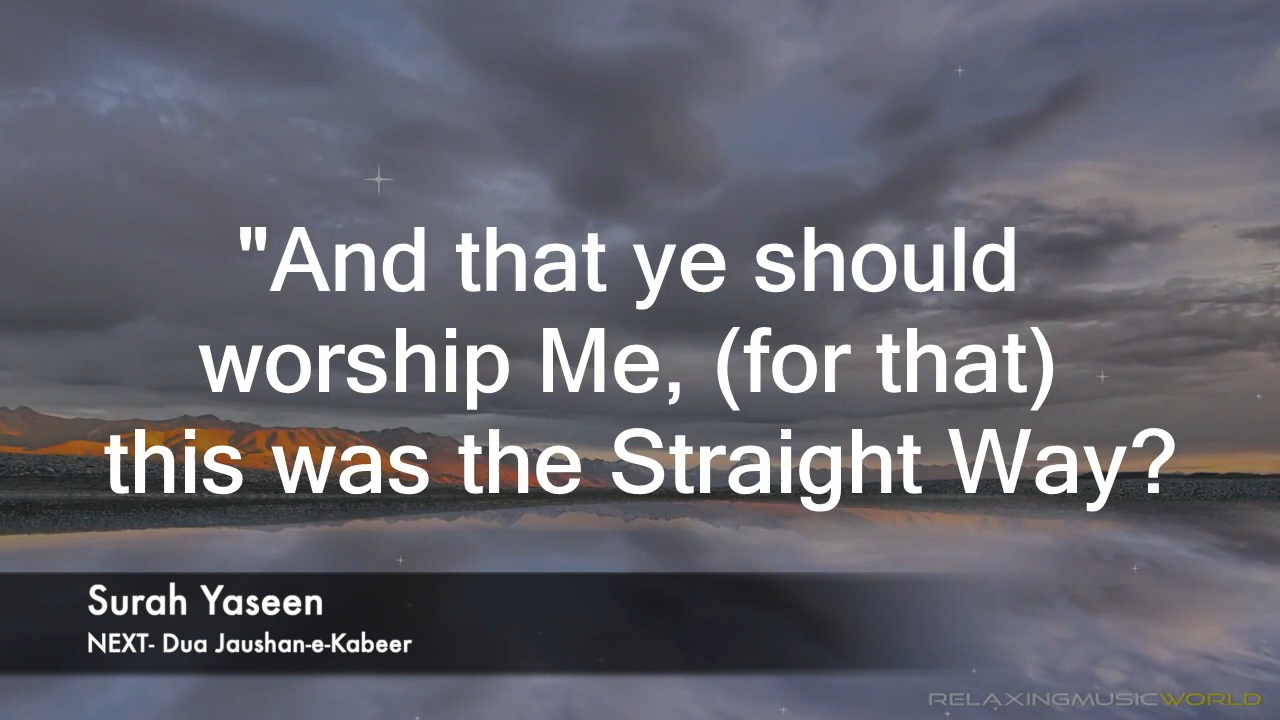 "And that ye should
worship Me, (for that)
this was the Straight Way?
Surah Yaseen
NEXT- Dua Jaushan-e-Kabeer
RELAXINGMUSICWORLD